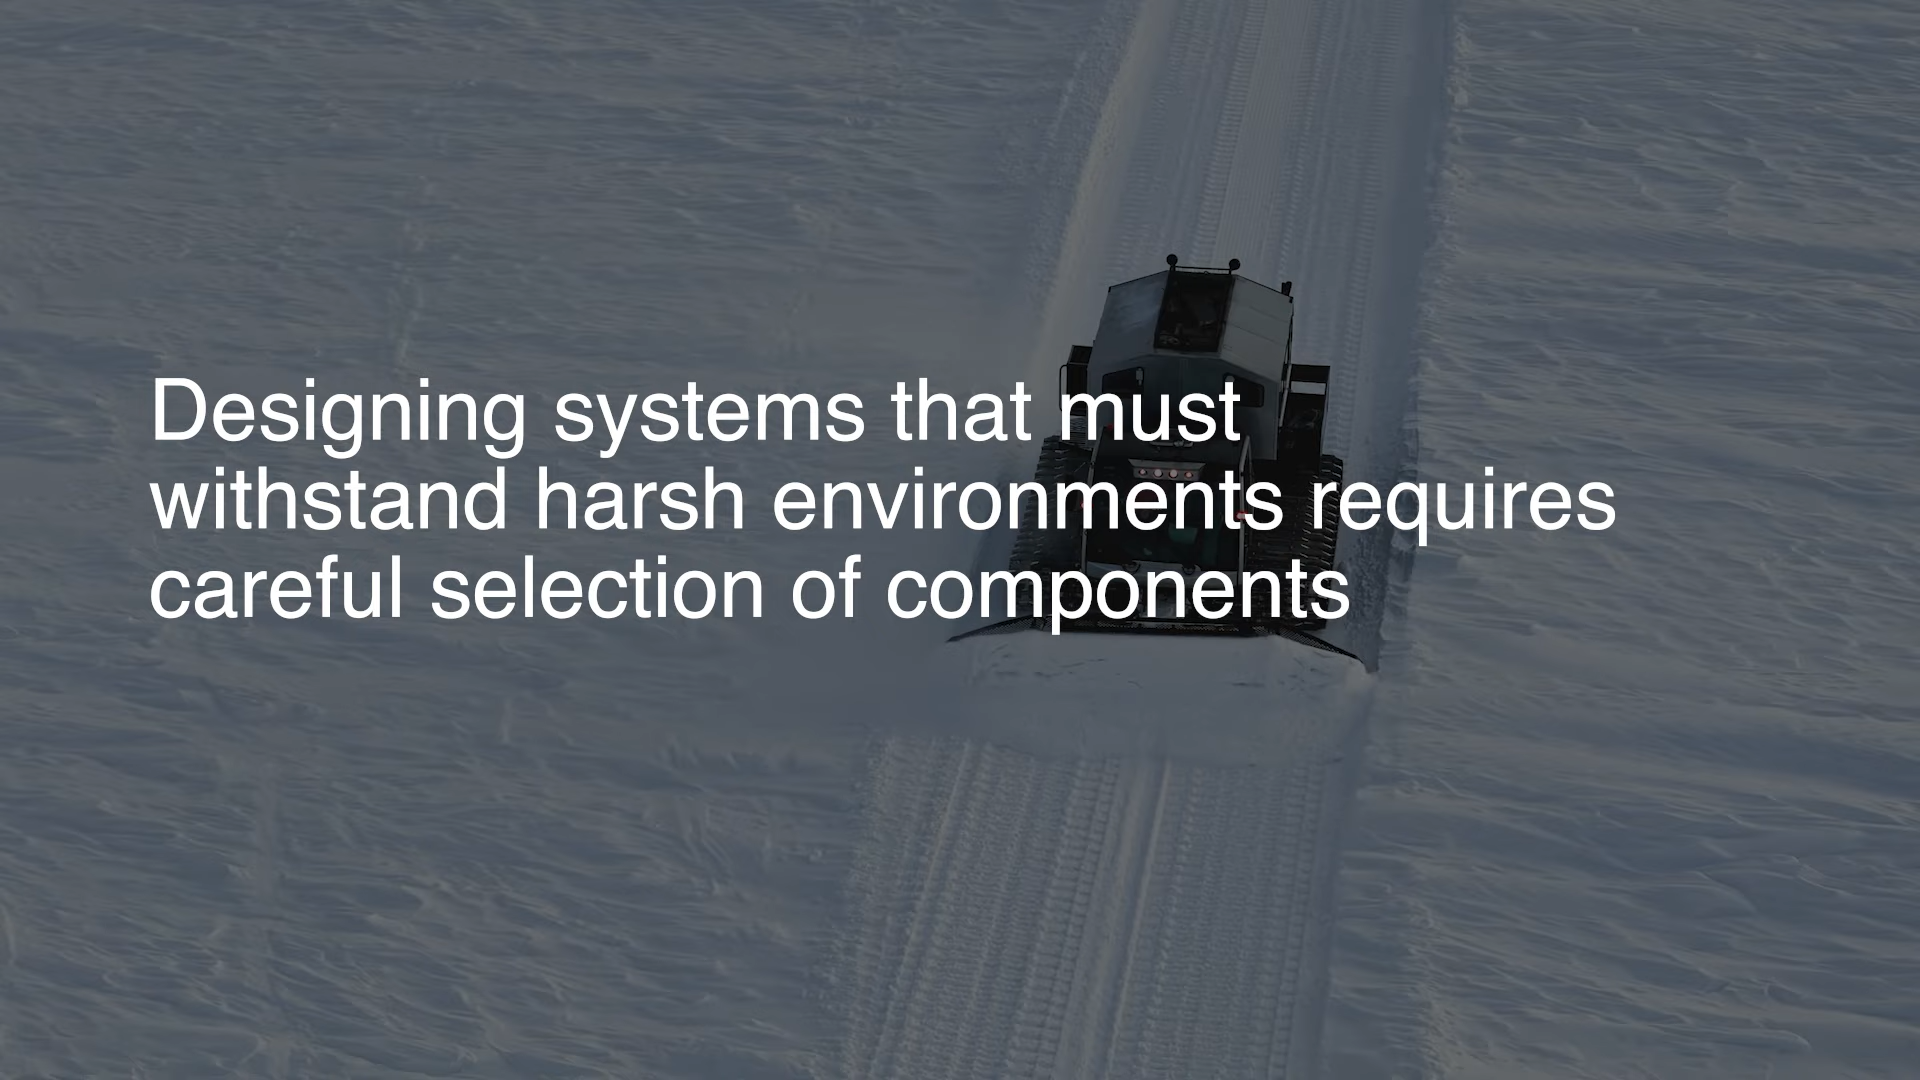 Designing systems that must
withstand harsh environments requires
careful selection of components